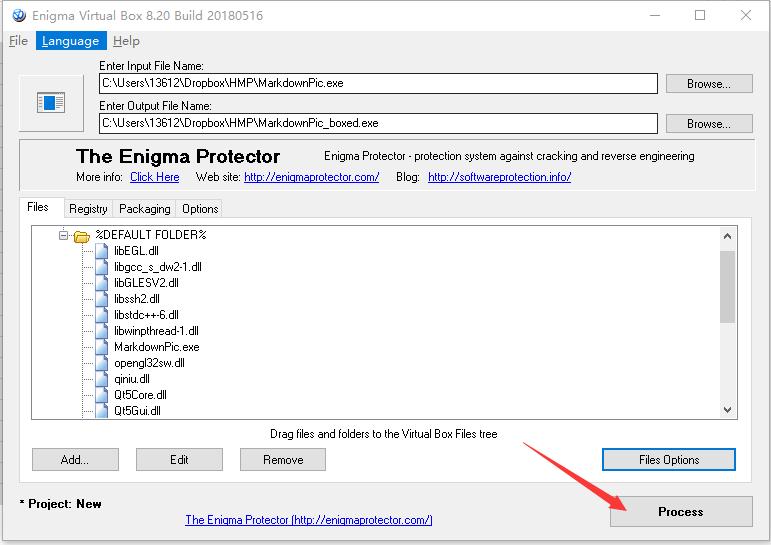 Enigma Virtual Box 8.20 Build 20180516
File Language Help
Enter Input File Name:
C:\Users\13612\Dropbox\HMP\MarkdownPic.exe
Browse...
Enter Output File Name:
C:\Users\13612\Dropbox\HMP\MarkdownPic_boxed.exe
Browse...
The Enigma Protector Enigma Protector - protection system against cracking and reverse engineering
More info: Click Here Web site: http://enigmaprotector.com/ Blog: http://softwareprotection.info/
Files Registry Packaging Options
%DEFAULT FOLDER%
libEGL.dll
libgcc_s_dw2-1.dll
libGLESV2.dll
libssh2.dll
libstdc++-6.dll
libwinpthread-1.dll
MarkdownPic.exe
opengl32sw.dll
qiniu.dll
Qt5Core.dll
Qt5Gui.dll
Drag files and folders to the Virtual Box Files tree
Add... Edit Remove Files Options
* Project: New
Process
The Enigma Protector (http://enigmaprotector.com/)